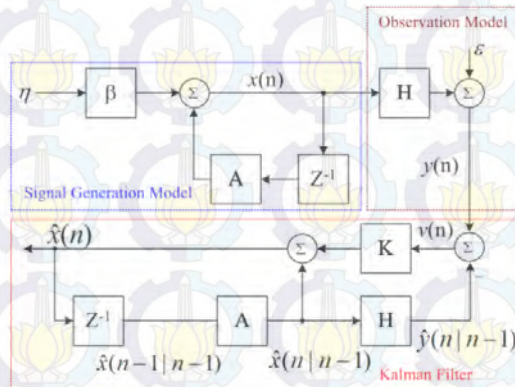 Observation Model
ε
η
β
Σ
x(n)
H
Σ
A
Z⁻¹
y(n)
Signal Generation Model
x̂(n)
Σ
K
v(n)
Σ
−
Z⁻¹
A
H
x̂(n−1|n−1)
x̂(n|n−1)
ŷ(n|n−1)
Kalman Filter